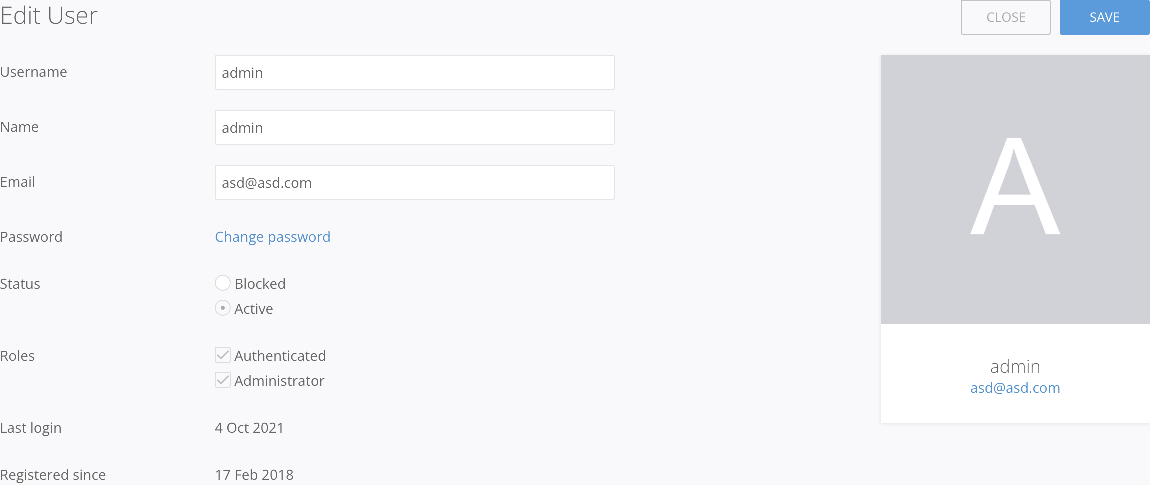 Edit User
CLOSE
SAVE
Username
admin
Name
admin
Email
asd@asd.com
Password
Change password
Status
Blocked
Active
Roles
Authenticated
Administrator
Last login
4 Oct 2021
Registered since
17 Feb 2018
A
admin
asd@asd.com